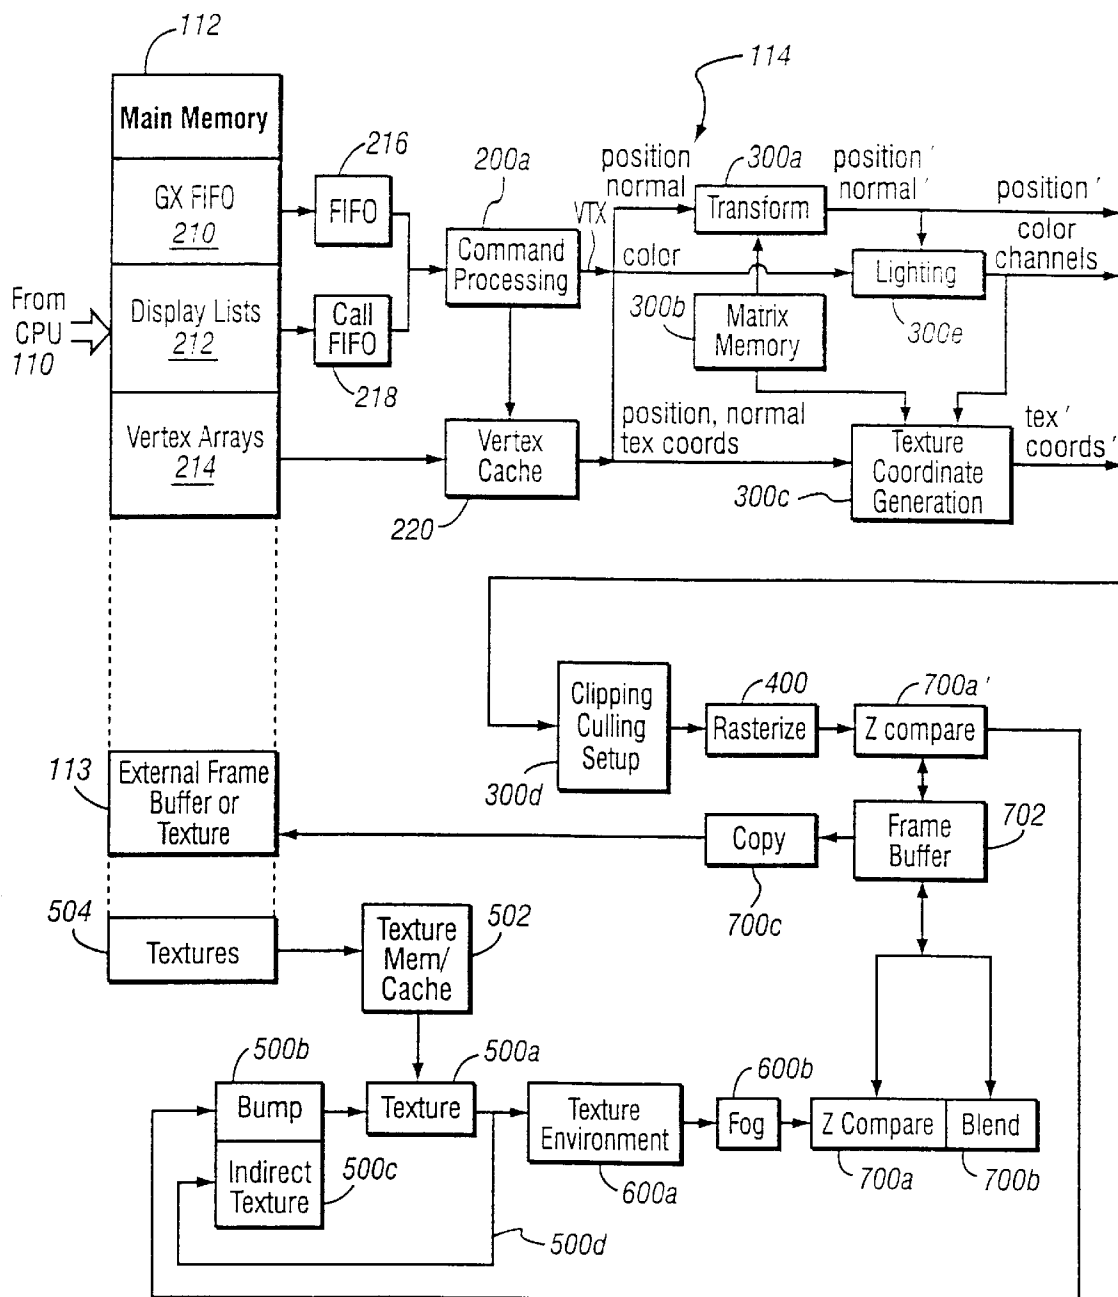 112
114
Main Memory
216
200a
position
normal
300a
position '
normal '
position '
GX FIFO
210
FIFO
Transform
VTX
color
channels
Command
Processing
color
Lighting
From
CPU
110
Display Lists
212
Call
FIFO
300b
Matrix
Memory
300e
218
Vertex Arrays
214
Vertex
Cache
position, normal
tex coords
Texture
Coordinate
Generation
tex '
coords '
300c
220
Clipping
Culling
Setup
400
700a'
Rasterize
Z compare
300d
113
External Frame
Buffer or
Texture
Copy
Frame
Buffer
702
700c
504
Textures
Texture
Mem/
Cache
502
500b
500a
600b
Bump
Texture
Texture
Environment
Fog
Z Compare
Blend
Indirect
Texture
500c
600a
700a
700b
500d